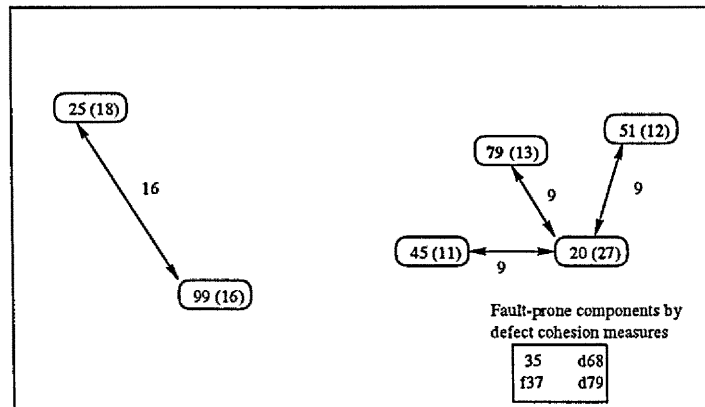 25 (18)
51 (12)
79 (13)
16
9
9
45 (11)
20 (27)
9
99 (16)
Fault-prone components by
defect cohesion measures
35 d68
f37 d79